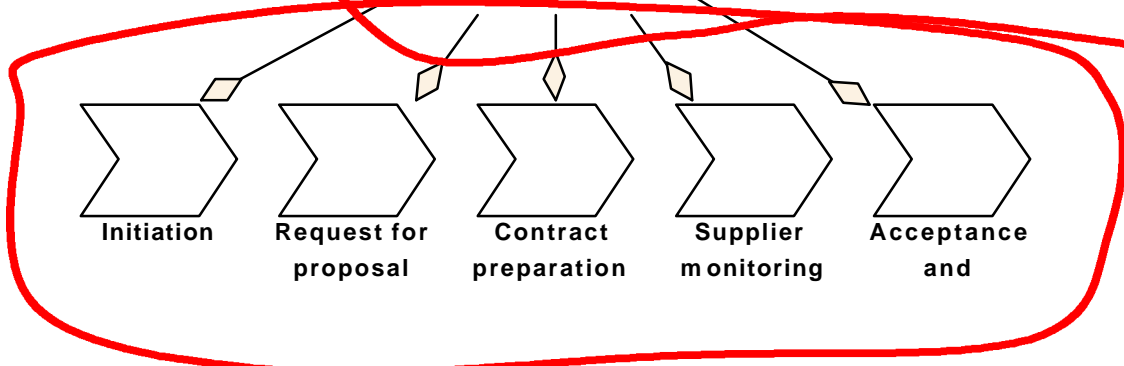 Initiation
Request for
proposal
Contract
preparation
Supplier
monitoring
Acceptance
and